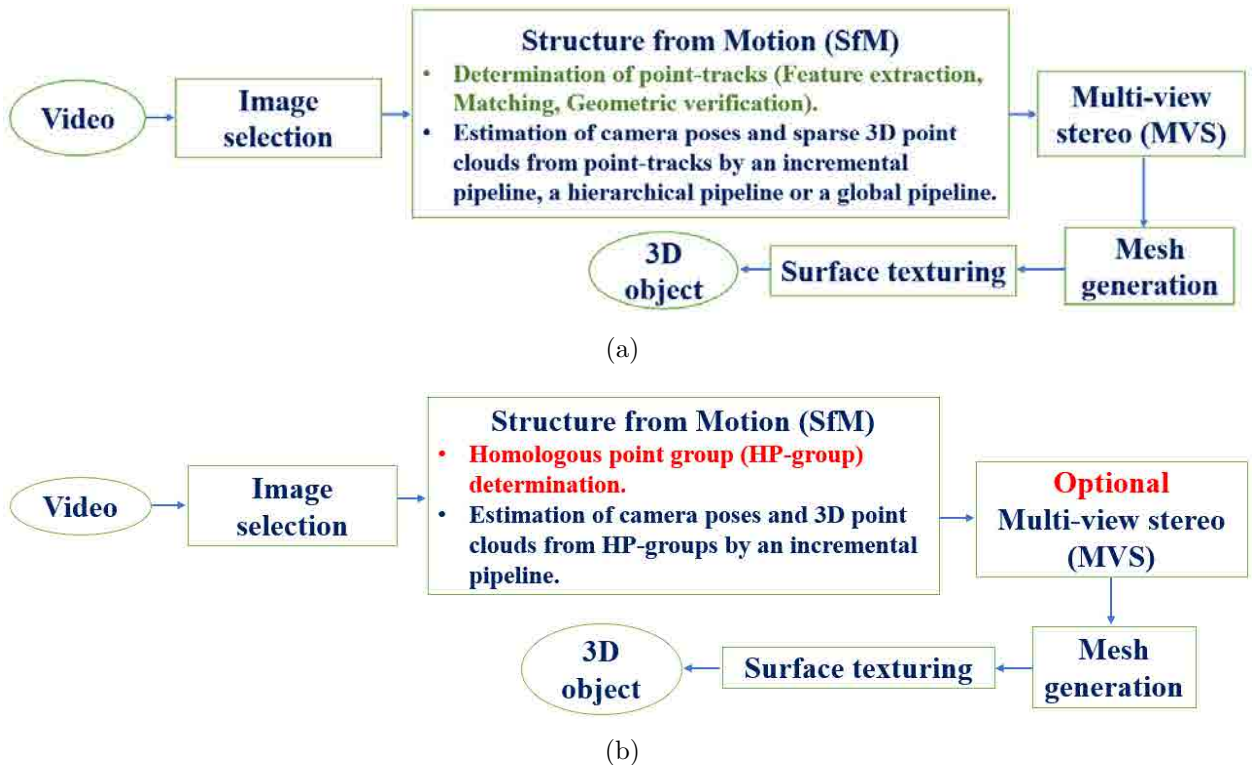 Structure from Motion (SfM)
• Determination of point-tracks (Feature extraction,
Matching, Geometric verification).
• Estimation of camera poses and sparse 3D point
clouds from point-tracks by an incremental
pipeline, a hierarchical pipeline or a global pipeline.
Video
Image
selection
Multi-view
stereo (MVS)
Mesh
generation
Surface texturing
3D
object
(a)
Structure from Motion (SfM)
• Homologous point group (HP-group)
determination.
• Estimation of camera poses and 3D point
clouds from HP-groups by an incremental
pipeline.
Video
Image
selection
Optional
Multi-view stereo
(MVS)
Mesh
generation
Surface texturing
3D
object
(b)